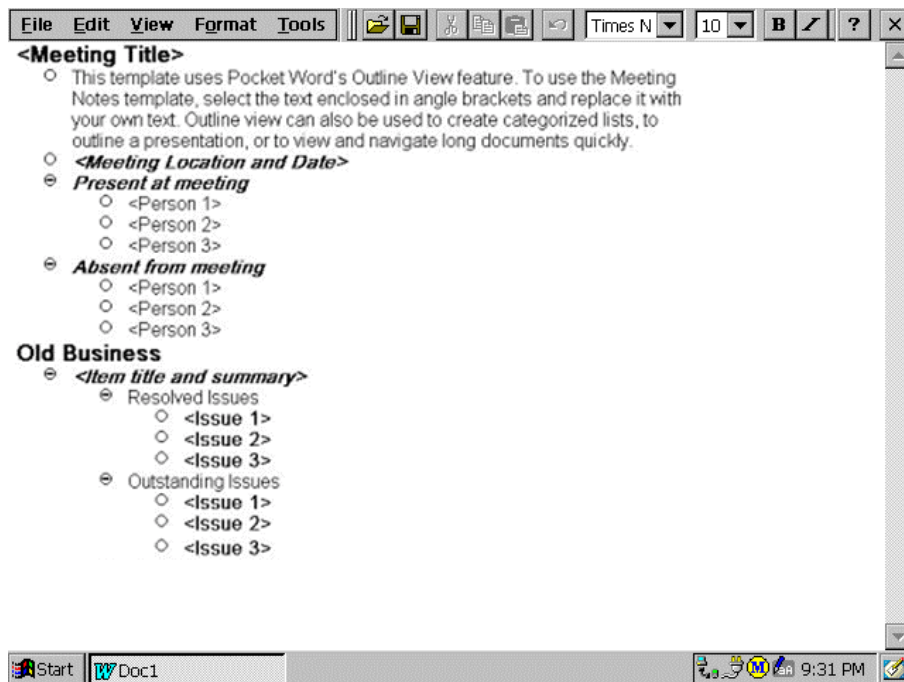 File Edit View Format Tools Times N 10 B I ? ×
<Meeting Title>
This template uses Pocket Word's Outline View feature. To use the Meeting
Notes template, select the text enclosed in angle brackets and replace it with
your own text. Outline view can also be used to create categorized lists, to
outline a presentation, or to view and navigate long documents quickly.
<Meeting Location and Date>
Present at meeting
<Person 1>
<Person 2>
<Person 3>
Absent from meeting
<Person 1>
<Person 2>
<Person 3>
Old Business
<Item title and summary>
Resolved Issues
<Issue 1>
<Issue 2>
<Issue 3>
Outstanding Issues
<Issue 1>
<Issue 2>
<Issue 3>
Start W Doc1 M 9:31 PM